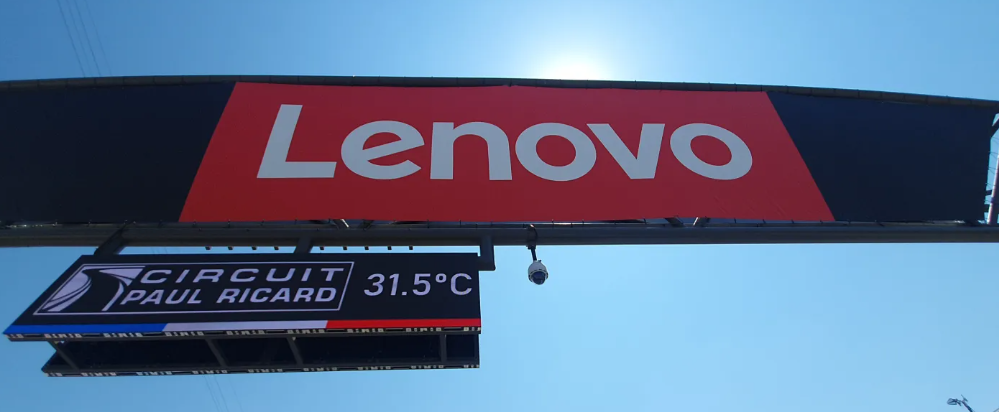 Lenovo
CIRCUIT
PAUL RICARD
31.5°C